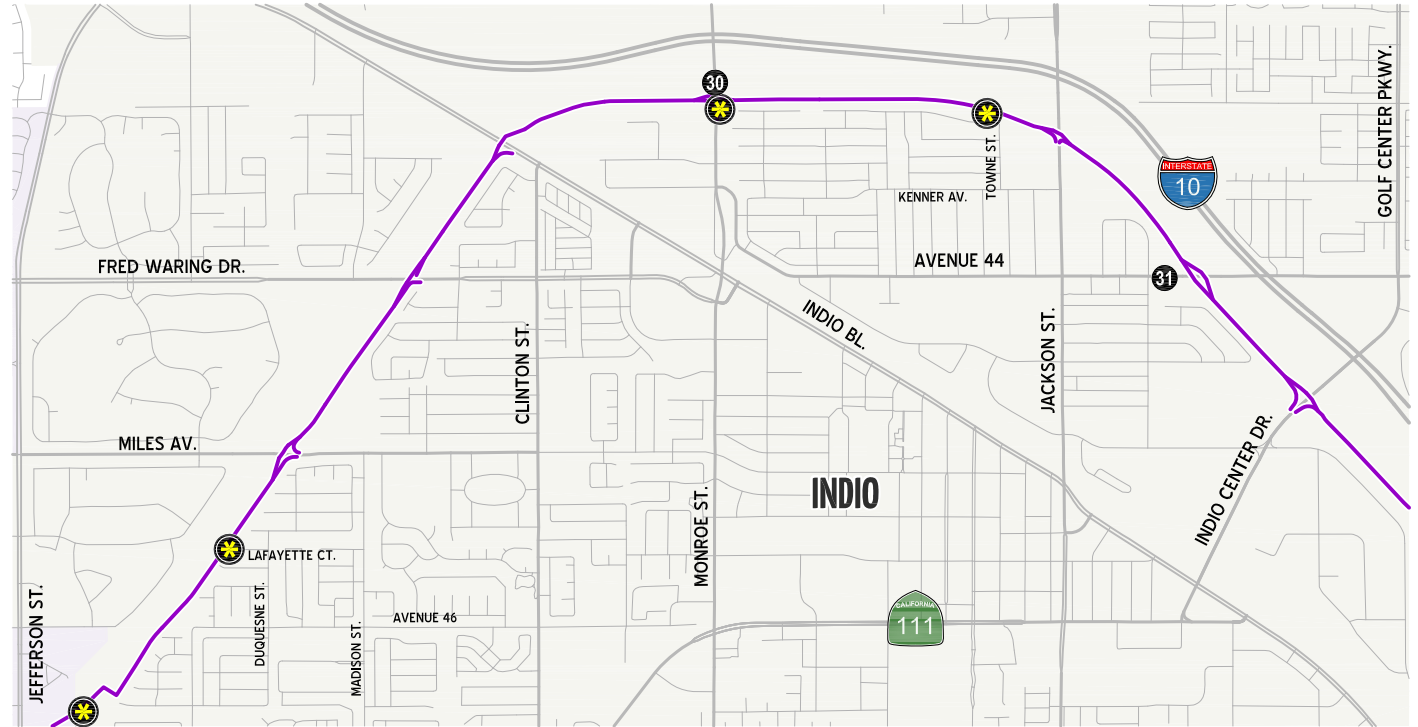 30
INTERSTATE
10
GOLF CENTER PKWY.
TOWNE ST.
KENNER AV.
FRED WARING DR.
AVENUE 44
31
INDIO BL.
CLINTON ST.
JACKSON ST.
MILES AV.
INDIO
INDIO CENTER DR.
MONROE ST.
LAFAYETTE CT.
DUQUESNE ST.
JEFFERSON ST.
MADISON ST.
AVENUE 46
CALIFORNIA
111